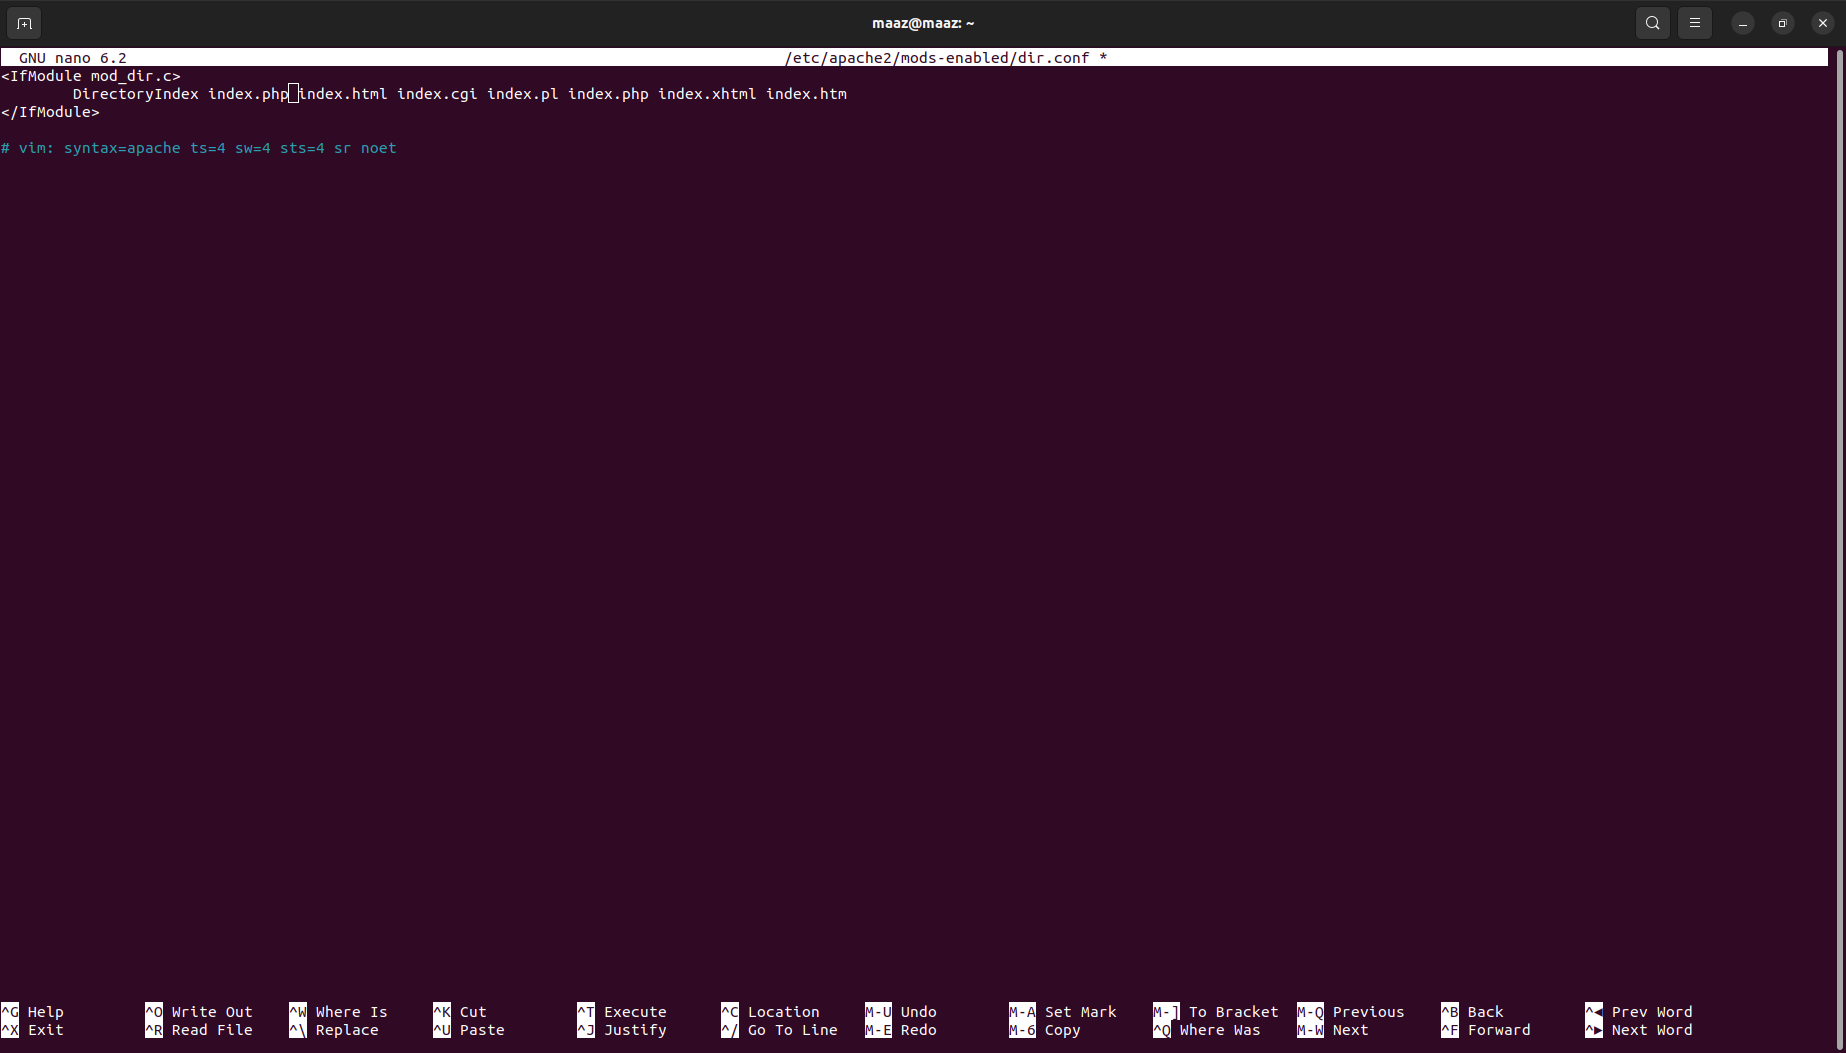 maaz@maaz: ~
GNU nano 6.2 /etc/apache2/mods-enabled/dir.conf *
<IfModule mod_dir.c>
        DirectoryIndex index.php index.html index.cgi index.pl index.php index.xhtml index.htm
</IfModule>
# vim: syntax=apache ts=4 sw=4 sts=4 sr noet
^G Help ^O Write Out ^W Where Is ^K Cut ^T Execute ^C Location M-U Undo M-A Set Mark M-] To Bracket M-Q Previous ^B Back ^◄ Prev Word
^X Exit ^R Read File ^\ Replace ^U Paste ^J Justify ^/ Go To Line M-E Redo M-6 Copy ^Q Where Was M-W Next ^F Forward ^► Next Word